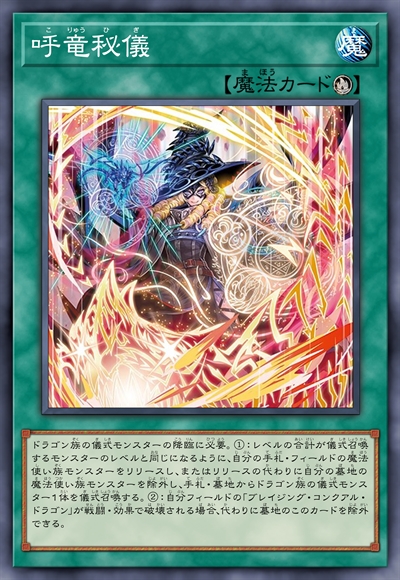 呼竜秘儀
魔
【魔法カード】
ドラゴン族の儀式モンスターの降臨に必要。①：レベルの合計が儀式召喚
するモンスターのレベルと同じになるように、自分の手札・フィールドの魔法
使い族モンスターをリリースし、またはリリースの代わりに自分の墓地の
魔法使い族モンスターを除外し、手札・墓地からドラゴン族の儀式モンス
ター1体を儀式召喚する。②：自分フィールドの「ブレイジング・コンクアル・
ドラゴン」が戦闘・効果で破壊される場合、代わりに墓地のこのカードを除外
できる。